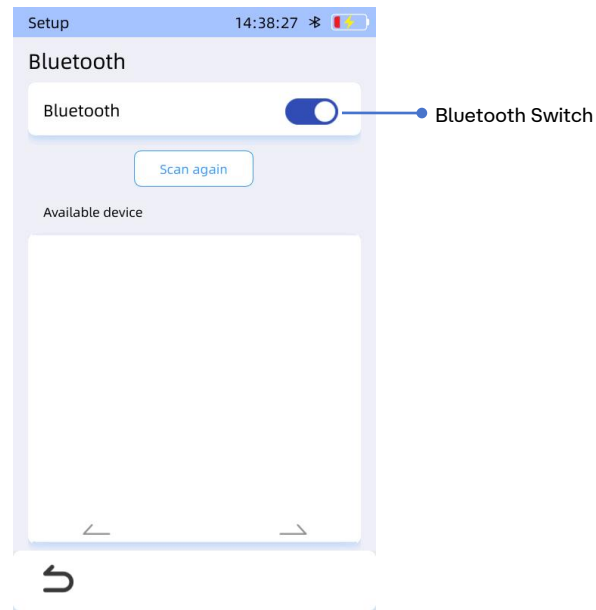 Setup 14:38:27
Bluetooth
Bluetooth
Bluetooth Switch
Scan again
Available device